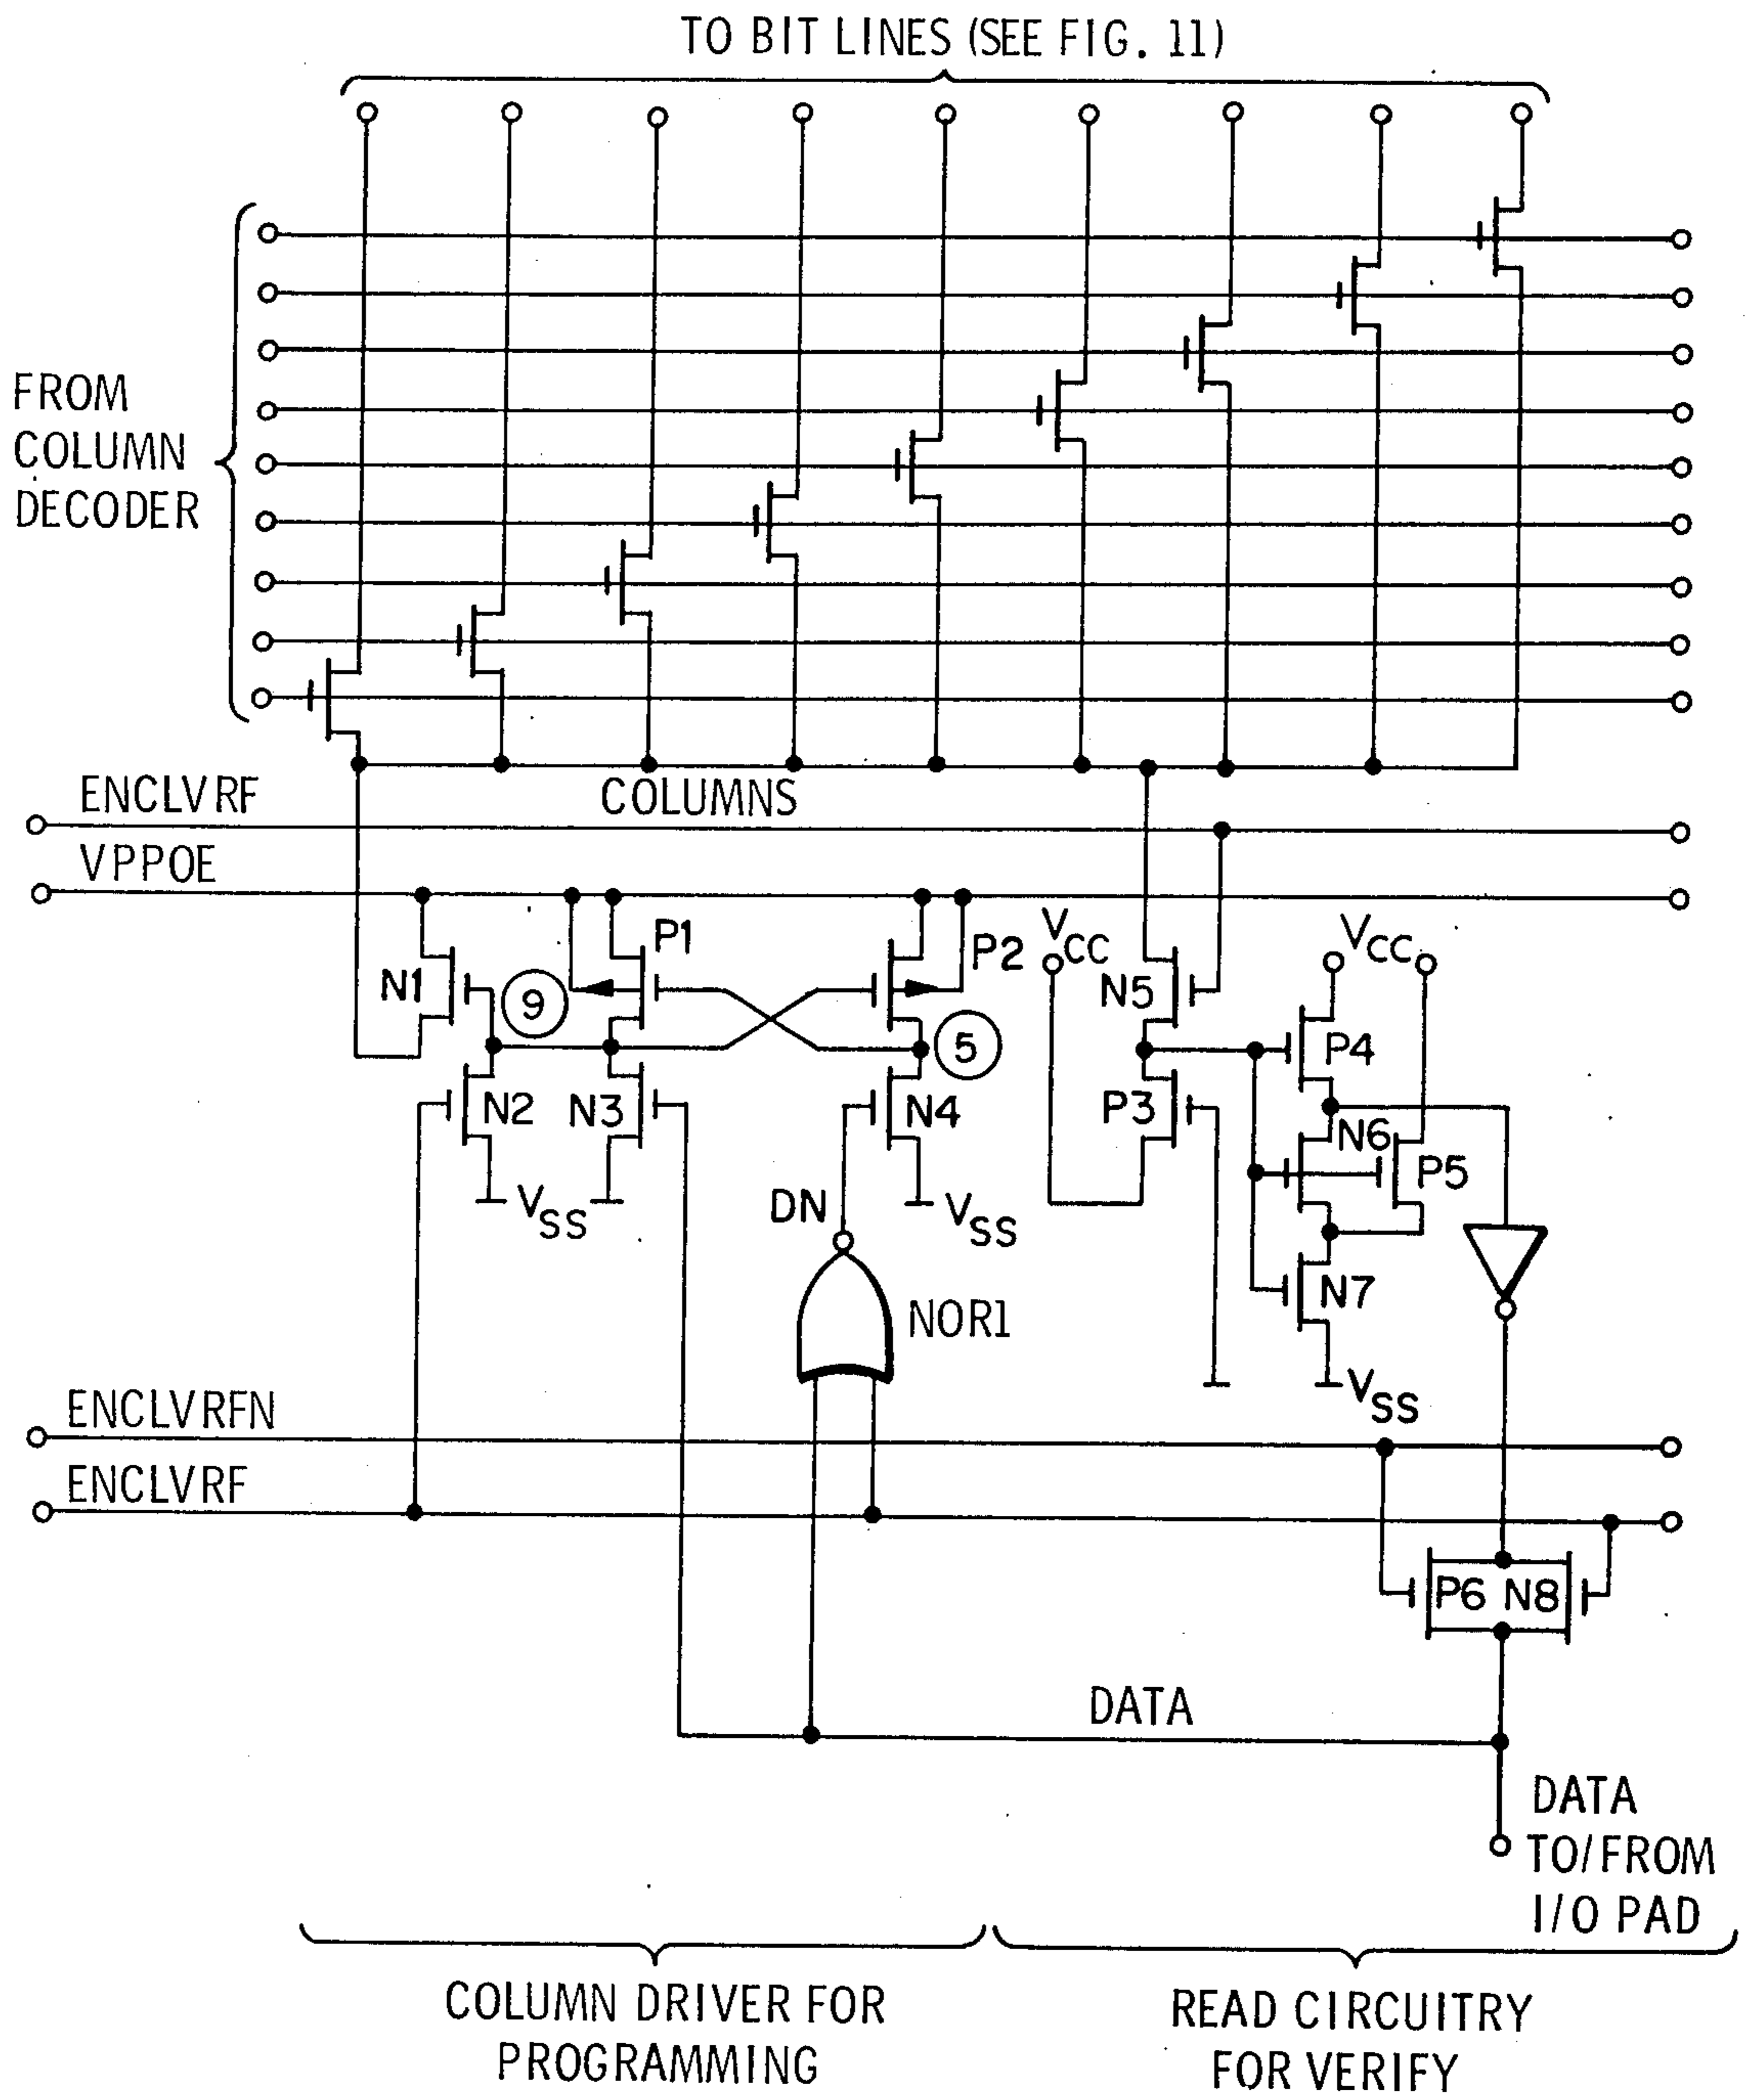 TO BIT LINES (SEE FIG. 11)
FROM
COLUMN
DECODER
ENCLVRF
COLUMNS
VPPOE
N1
9
P1
P2
5
VCC
N5
VCC
P4
N2
N3
N4
P3
N6
P5
VSS
DN
VSS
NOR1
N7
VSS
ENCLVRFN
ENCLVRF
P6
N8
DATA
DATA
TO/FROM
I/O PAD
COLUMN DRIVER FOR
PROGRAMMING
READ CIRCUITRY
FOR VERIFY